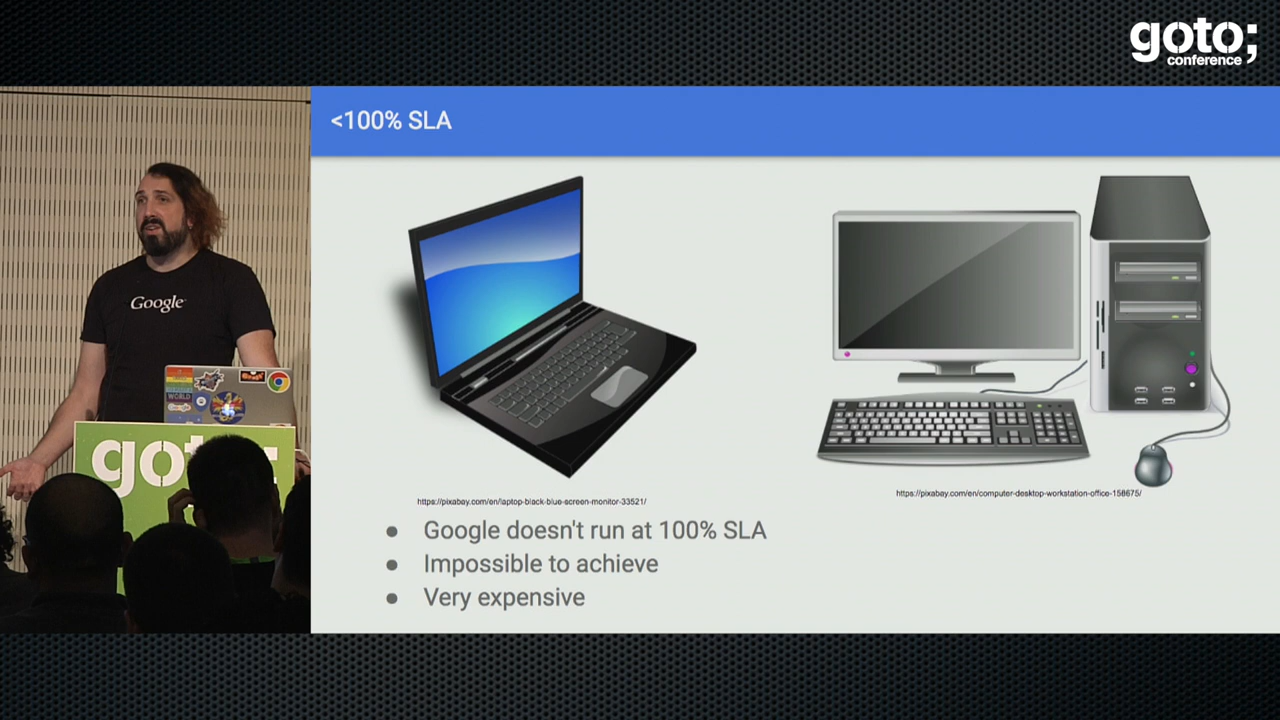 goto;
conference
<100% SLA
Google
WORLD
goto;
https://pixabay.com/en/laptop-black-blue-screen-monitor-33521/
https://pixabay.com/en/computer-desktop-workstation-office-158675/
● Google doesn't run at 100% SLA
● Impossible to achieve
● Very expensive